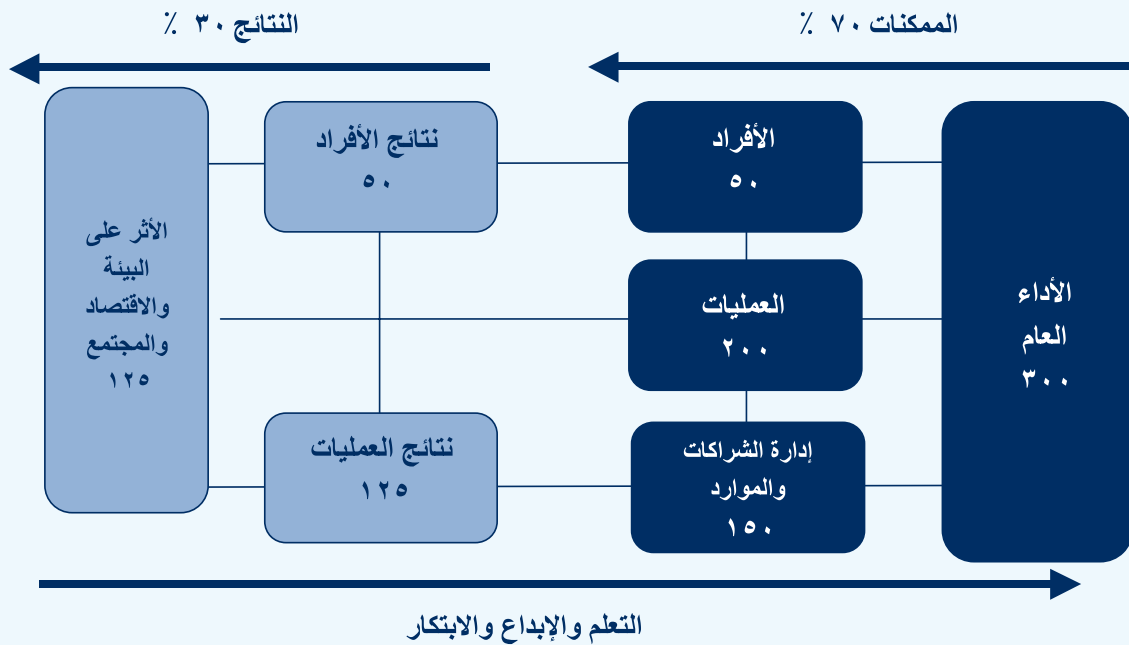 الممكنات ٧٠ ٪
النتائج ٣٠ ٪
الأداء
العام
٣٠٠
الأفراد
٥٠
العمليات
٢٠٠
إدارة الشراكات
والموارد
١٥٠
نتائج الأفراد
٥٠
نتائج العمليات
١٢٥
الأثر على
البيئة
والاقتصاد
والمجتمع
١٢٥
التعلم والإبداع والابتكار